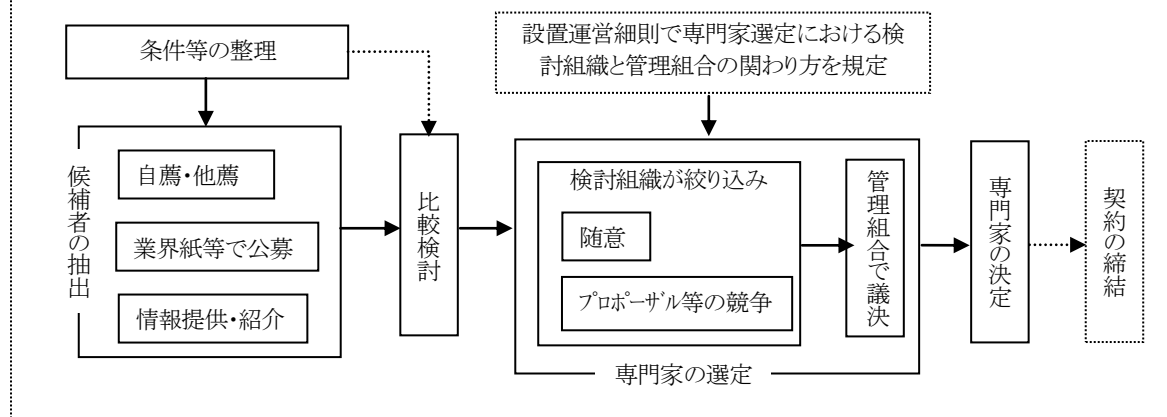 条件等の整理
設置運営細則で専門家選定における検
討組織と管理組合の関わり方を規定
候補者の抽出
自薦・他薦
業界紙等で公募
情報提供・紹介
比較検討
検討組織が絞り込み
随意
ﾌﾟﾛﾎﾟｰｻﾞﾙ等の競争
管理組合で議決
専門家の選定
専門家の決定
契約の締結